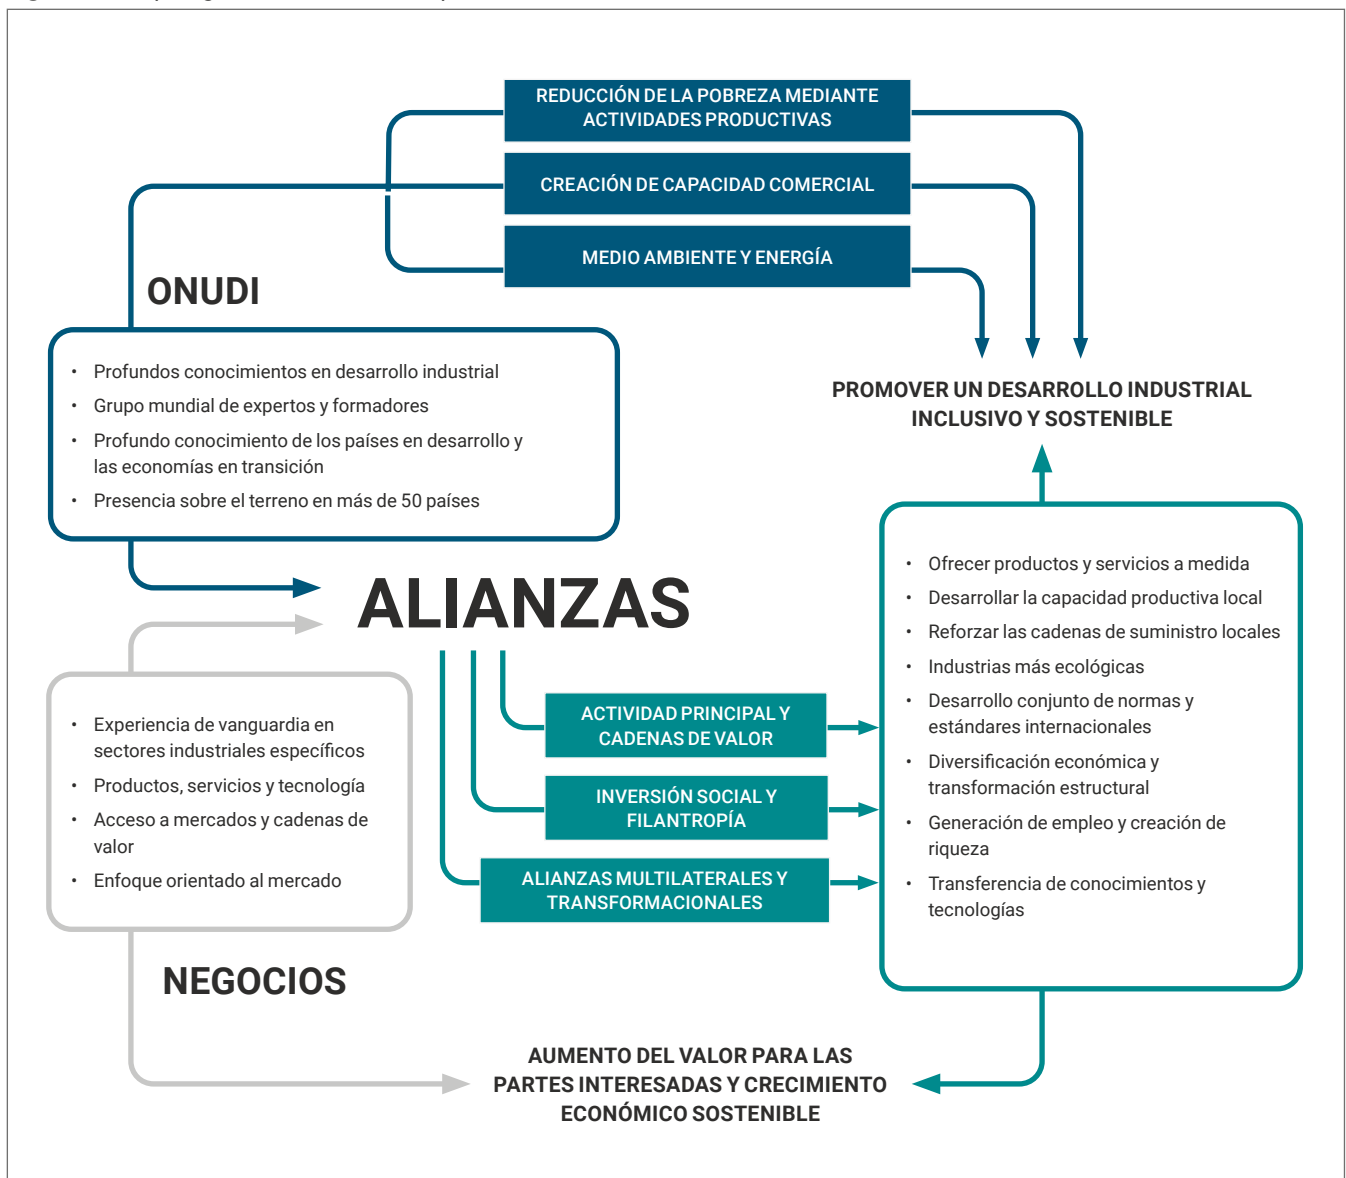 REDUCCIÓN DE LA POBREZA MEDIANTE
ACTIVIDADES PRODUCTIVAS
CREACIÓN DE CAPACIDAD COMERCIAL
MEDIO AMBIENTE Y ENERGÍA
ONUDI
• Profundos conocimientos en desarrollo industrial
• Grupo mundial de expertos y formadores
• Profundo conocimiento de los países en desarrollo y
las economías en transición
• Presencia sobre el terreno en más de 50 países
PROMOVER UN DESARROLLO INDUSTRIAL
INCLUSIVO Y SOSTENIBLE
ALIANZAS
• Experiencia de vanguardia en
sectores industriales específicos
• Productos, servicios y tecnología
• Acceso a mercados y cadenas de
valor
• Enfoque orientado al mercado
NEGOCIOS
ACTIVIDAD PRINCIPAL Y
CADENAS DE VALOR
INVERSIÓN SOCIAL Y
FILANTROPÍA
ALIANZAS MULTILATERALES Y
TRANSFORMACIONALES
• Ofrecer productos y servicios a medida
• Desarrollar la capacidad productiva local
• Reforzar las cadenas de suministro locales
• Industrias más ecológicas
• Desarrollo conjunto de normas y
estándares internacionales
• Diversificación económica y
transformación estructural
• Generación de empleo y creación de
riqueza
• Transferencia de conocimientos y
tecnologías
AUMENTO DEL VALOR PARA LAS
PARTES INTERESADAS Y CRECIMIENTO
ECONÓMICO SOSTENIBLE